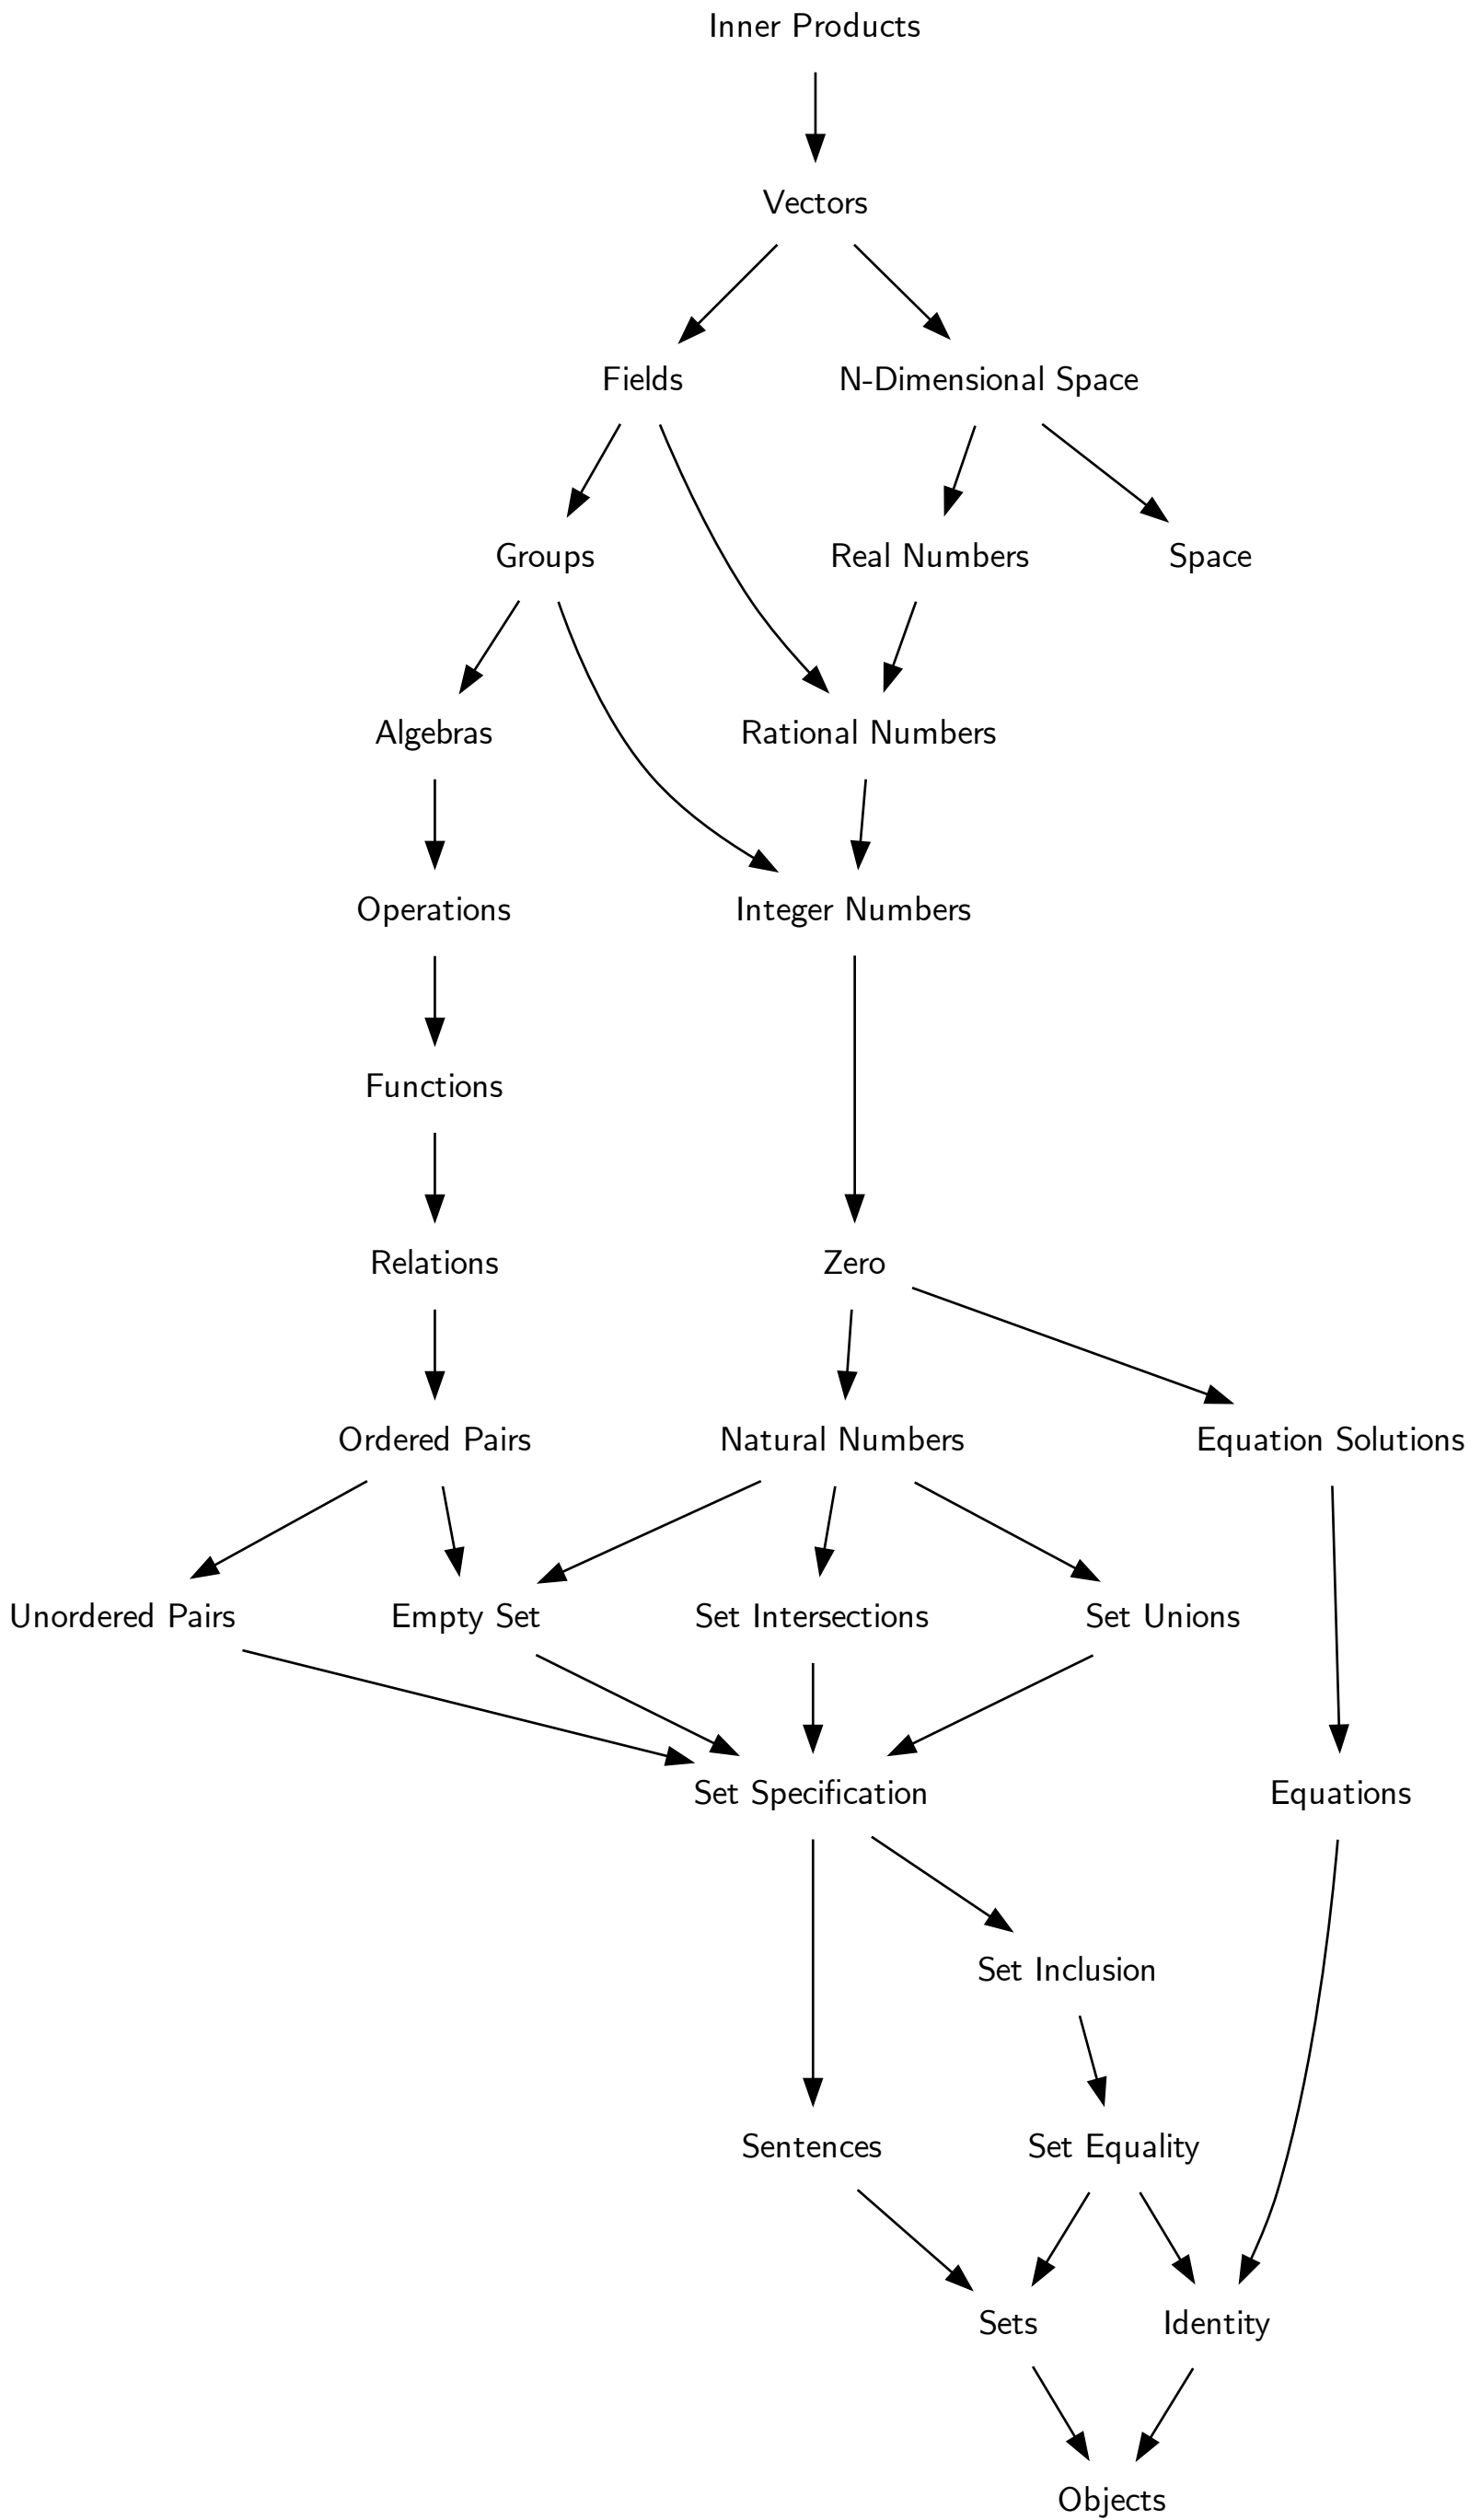 Inner Products
Vectors
Fields
N-Dimensional Space
Groups
Real Numbers
Space
Algebras
Rational Numbers
Operations
Integer Numbers
Functions
Relations
Zero
Ordered Pairs
Natural Numbers
Equation Solutions
Unordered Pairs
Empty Set
Set Intersections
Set Unions
Set Specification
Equations
Set Inclusion
Sentences
Set Equality
Sets
Identity
Objects